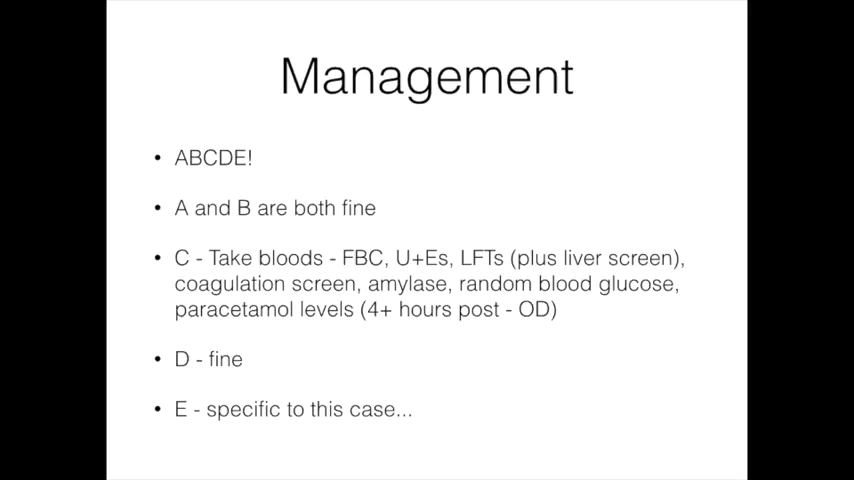 Management
• ABCDE!
• A and B are both fine
• C - Take bloods - FBC, U+Es, LFTs (plus liver screen),
coagulation screen, amylase, random blood glucose,
paracetamol levels (4+ hours post - OD)
• D - fine
• E - specific to this case...